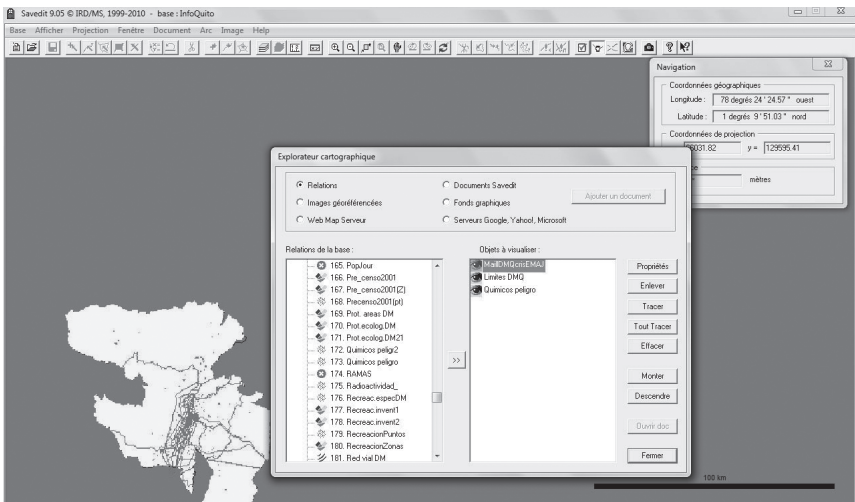 Savedit 9.05 © IRD/MS, 1999-2010 - base : InfoQuito
Base Afficher Projection Fenêtre Document Arc Image Help
Navigation
Coordonnées géographiques
Longitude : 78 degrés 24 ' 24.57 " ouest
Latitude : 1 degrés 9 ' 51.03 " nord
Coordonnées de projection
6031.82 y = 129595.41
mètres
Explorateur cartographique
Relations
Documents Savedit
Ajouter un document
Images géoréférencées
Fonds graphiques
Web Map Serveur
Serveurs Google, Yahool, Microsoft
Relations de la base :
Objets à visualiser :
165. PopJour
166. Pre_censo2001
167. Pre_censo2001(Z)
168. Precenso2001(pt)
169. Prot. areas DM
170. Prot.ecolog.DM
171. Prot.ecolog.DM21
172. Quimicos peligr2
173. Quimicos peligro
174. RAMAS
175. Radioactividad_
176. Recreac.especDM
177. Recreac.invent1
178. Recreac.invent2
179. RecreacionPuntos
180. RecreacionZonas
181. Red vial DM
>>
MaillDMQcrisEMAJ
Limites DMQ
Quimicos peligro
Propriétés
Enlever
Tracer
Tout Tracer
Effacer
Monter
Descendre
Ouvrir doc
Fermer
100 km